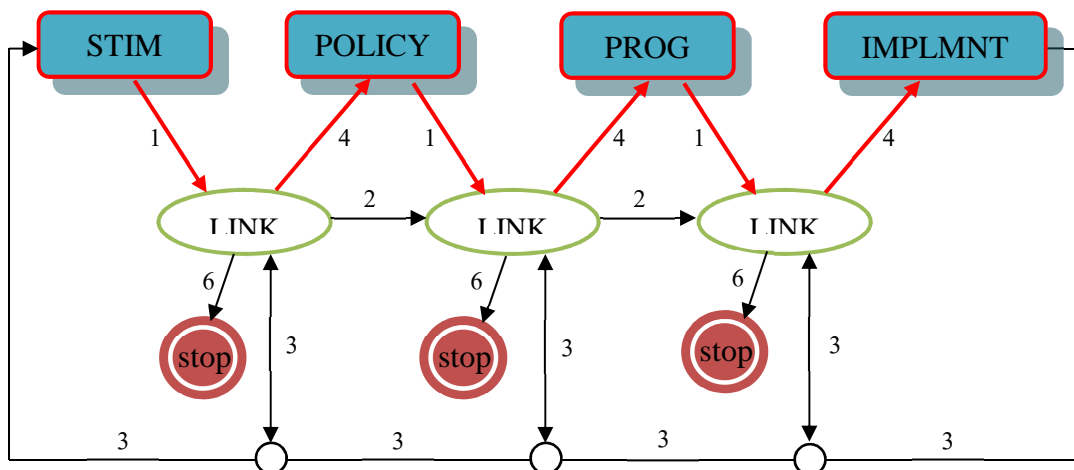 STIM POLICY PROG IMPLMNT
1 4 1 4 1 4
LINK 2 LINK 2 LINK
6 6 6
stop 3 stop 3 stop 3
3 3 3 3